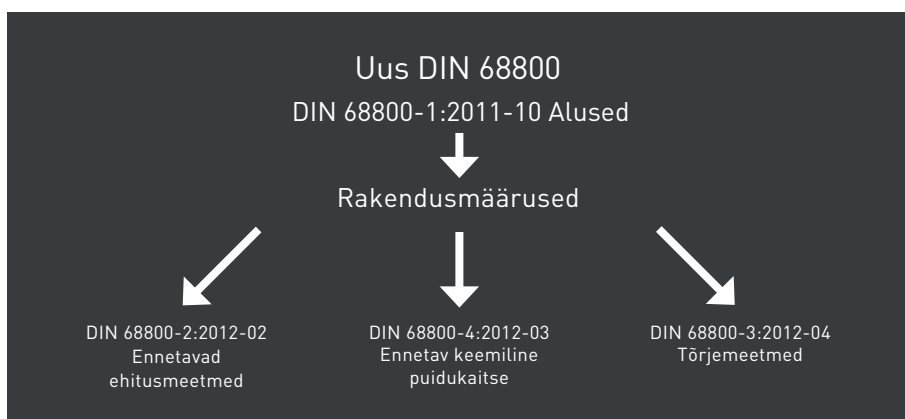 Uus DIN 68800
DIN 68800-1:2011-10 Alused
Rakendusmäärused
DIN 68800-2:2012-02
Ennetavad
ehitusmeetmed
DIN 68800-4:2012-03
Ennetav keemiline
puidukaitse
DIN 68800-3:2012-04
Tõrjemeetmed